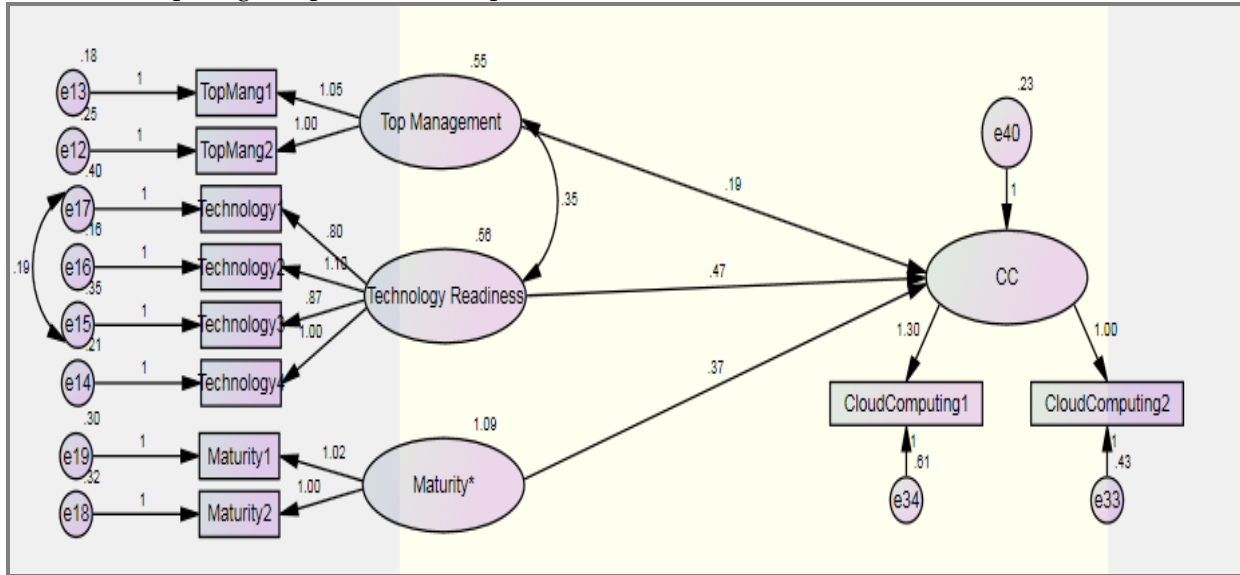 .18
e13
1
TopMang1
1.05
.55
Top Management
.25
e12
1
TopMang2
1.00
.40
e17
1
Technology1
.80
.16
e16
1
Technology2
.35
e15
1
Technology3
.87
.21
e14
1
Technology4
1.00
.19
.56
Technology Readiness
.35
.30
e19
1
Maturity1
1.02
1.09
Maturity*
.32
e18
1
Maturity2
1.00
.19
.47
.37
.23
e40
1
CC
1.30
1.00
CloudComputing1
CloudComputing2
1
.61
e34
1
.43
e33